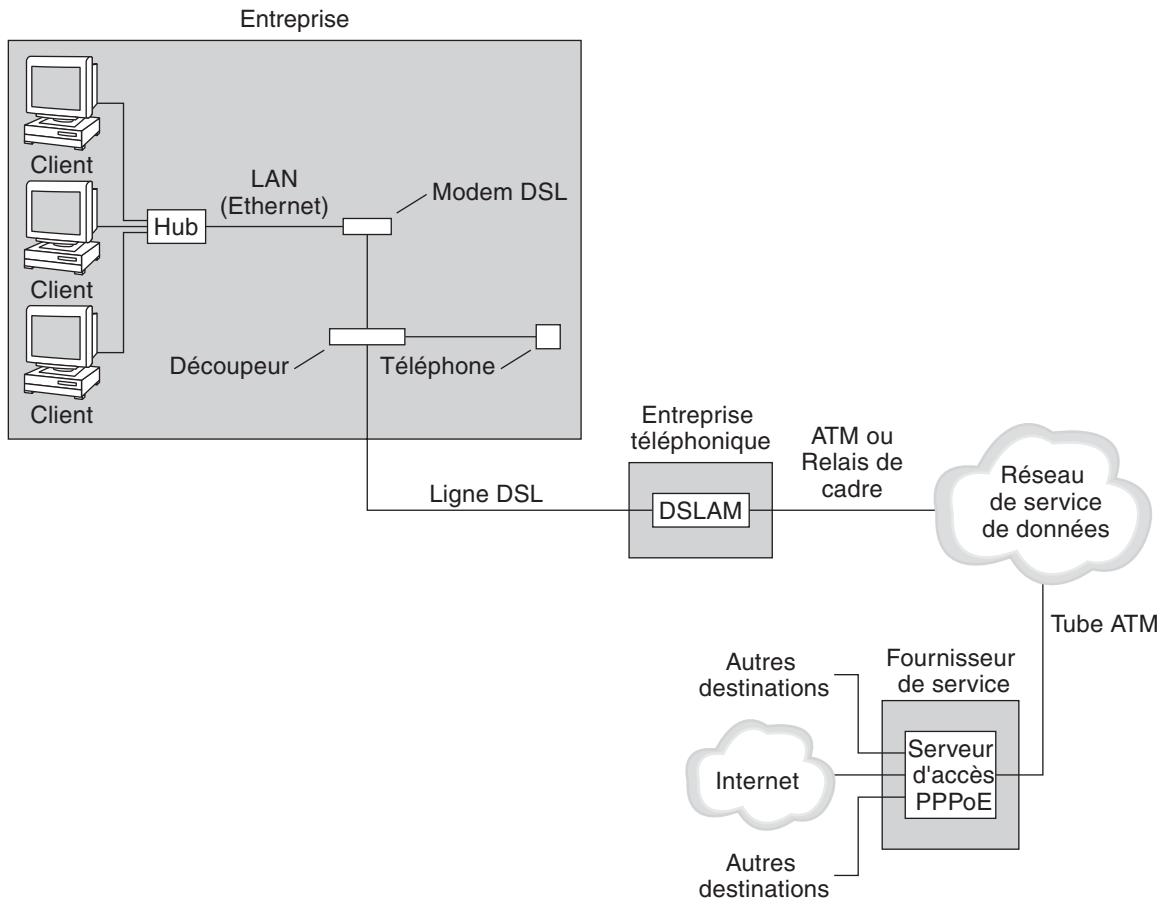 Entreprise
Client
LAN
(Ethernet)
Modem DSL
Hub
Client
Découpeur
Téléphone
Client
Entreprise
téléphonique
ATM ou
Relais de
cadre
Réseau
de service
de données
Ligne DSL
DSLAM
Tube ATM
Autres
destinations
Fournisseur
de service
Internet
Serveur
d'accès
PPPoE
Autres
destinations